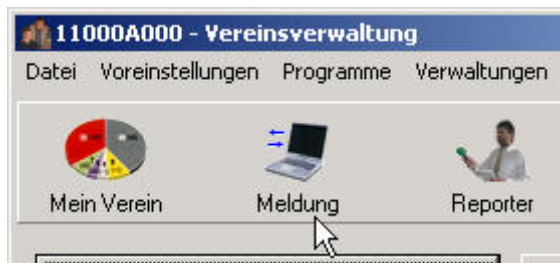 11000A000 - Vereinsverwaltung
Datei Voreinstellungen Programme Verwaltungen
Mein Verein Meldung Reporter